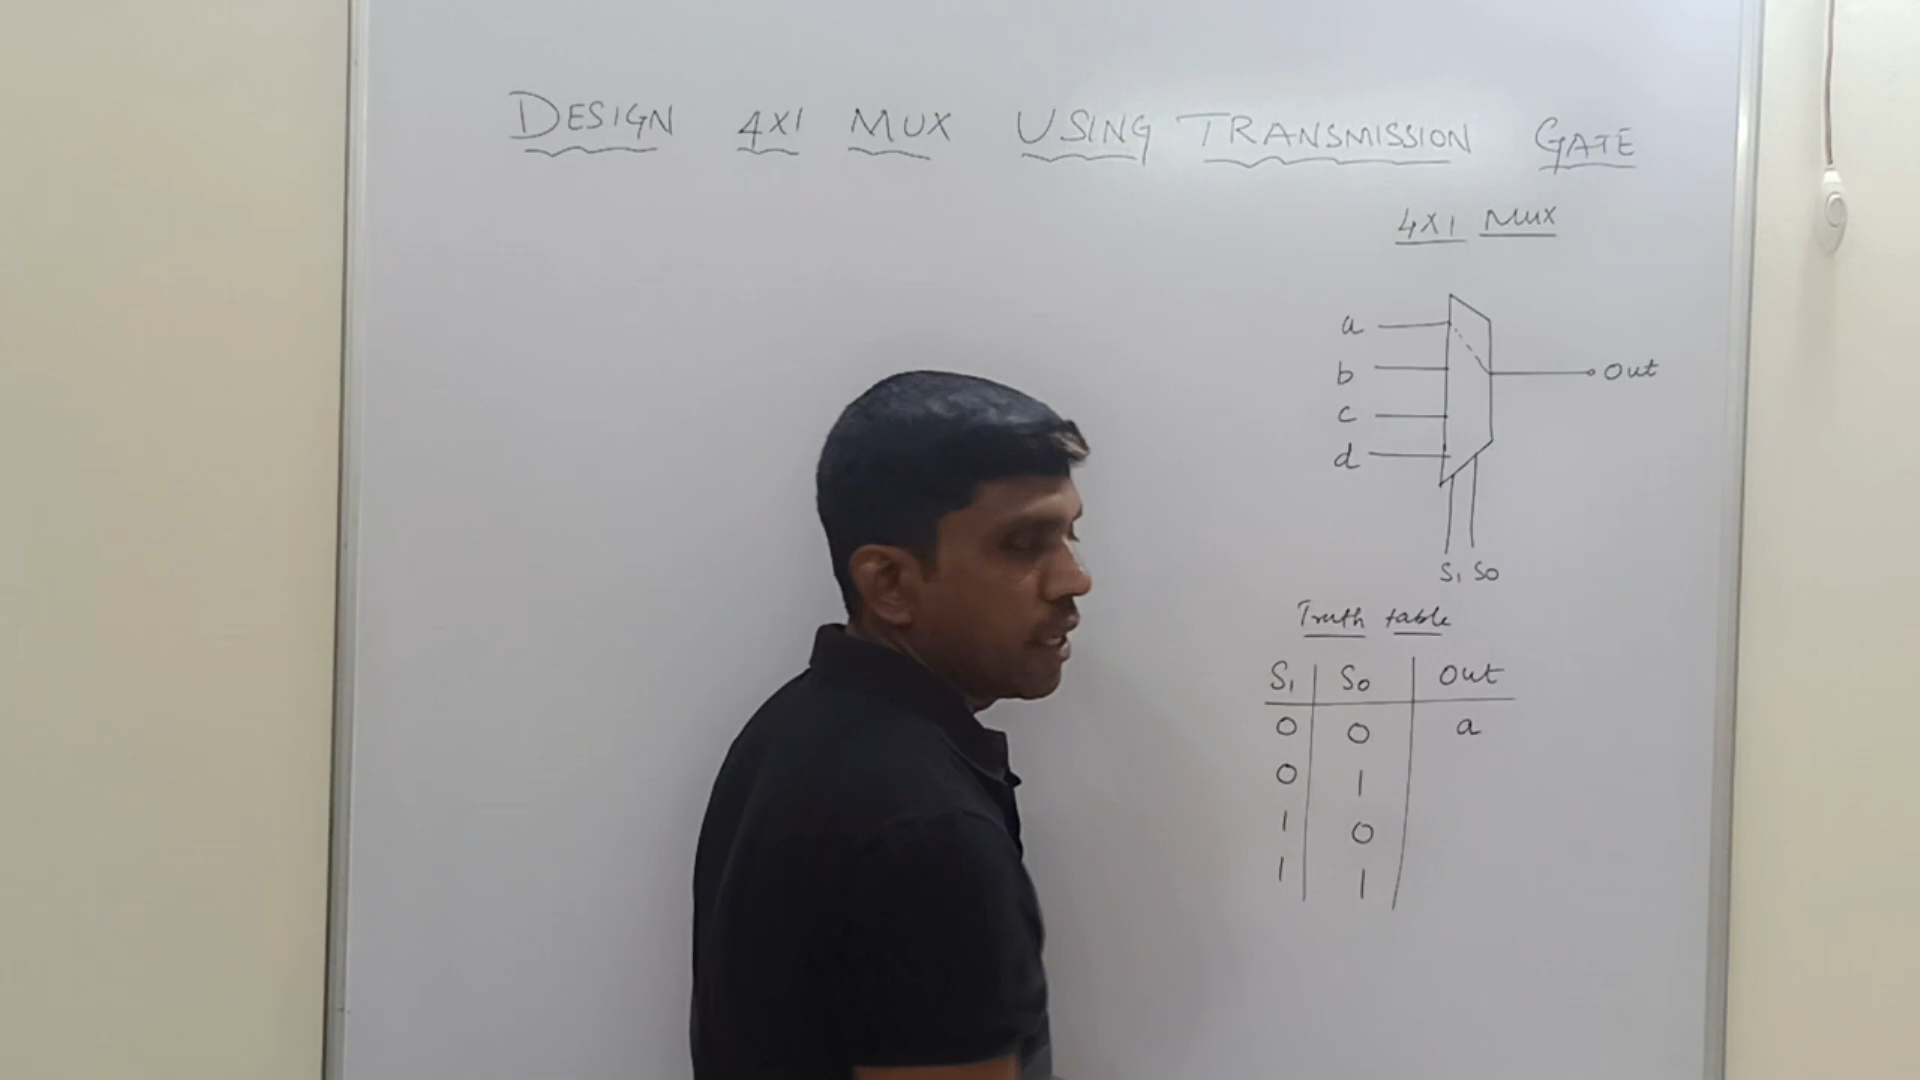 DESIGN 4X1 MUX USING TRANSMISSION GATE
4X1 MUX
a
b
c
d
Out
S1 S0
Truth table
S1 S0 Out
0 0 a
0 1
1 0
1 1